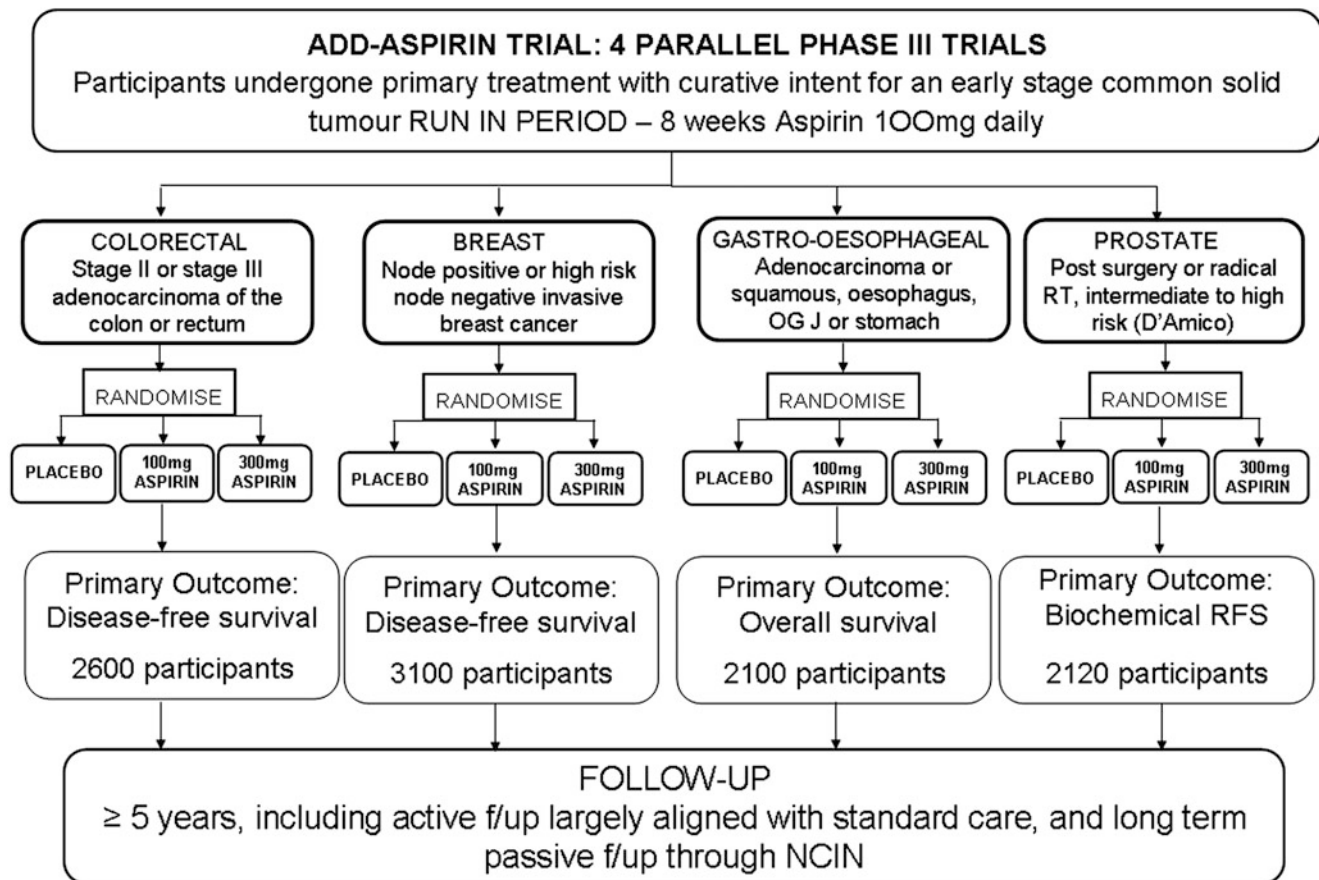 ADD-ASPIRIN TRIAL: 4 PARALLEL PHASE III TRIALS
Participants undergone primary treatment with curative intent for an early stage common solid
tumour RUN IN PERIOD – 8 weeks Aspirin 1OOmg daily
COLORECTAL
Stage II or stage III
adenocarcinoma of the
colon or rectum
RANDOMISE
PLACEBO
100mg
ASPIRIN
300mg
ASPIRIN
Primary Outcome:
Disease-free survival
2600 participants
BREAST
Node positive or high risk
node negative invasive
breast cancer
RANDOMISE
PLACEBO
100mg
ASPIRIN
300mg
ASPIRIN
Primary Outcome:
Disease-free survival
3100 participants
GASTRO-OESOPHAGEAL
Adenocarcinoma or
squamous, oesophagus,
OG J or stomach
RANDOMISE
PLACEBO
100mg
ASPIRIN
300mg
ASPIRIN
Primary Outcome:
Overall survival
2100 participants
PROSTATE
Post surgery or radical
RT, intermediate to high
risk (D'Amico)
RANDOMISE
PLACEBO
100mg
ASPIRIN
300mg
ASPIRIN
Primary Outcome:
Biochemical RFS
2120 participants
FOLLOW-UP
≥ 5 years, including active f/up largely aligned with standard care, and long term
passive f/up through NCIN